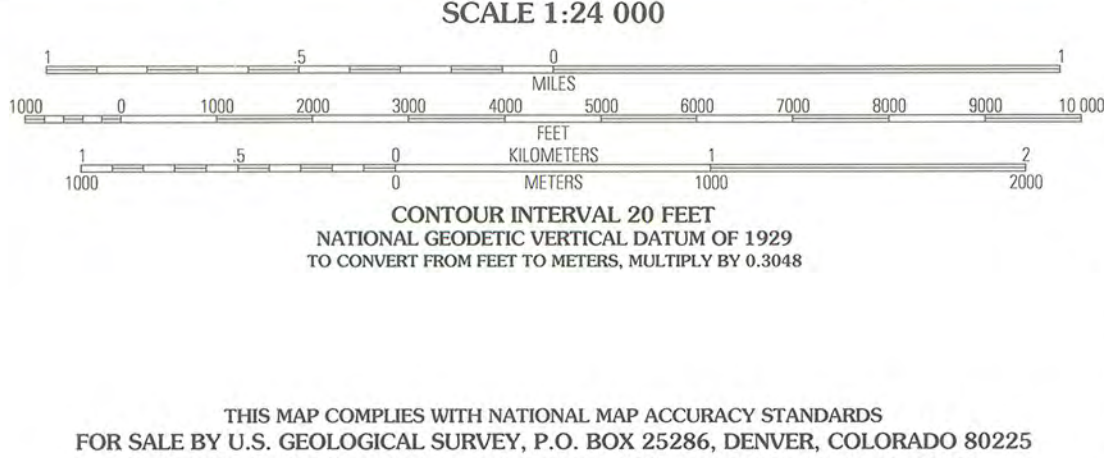 SCALE 1:24 000
1 .5 0 1
MILES
1000 0 1000 2000 3000 4000 5000 6000 7000 8000 9000 10 000
FEET
1 .5 0 KILOMETERS 1 2
1000 0 METERS 1000 2000
CONTOUR INTERVAL 20 FEET
NATIONAL GEODETIC VERTICAL DATUM OF 1929
TO CONVERT FROM FEET TO METERS, MULTIPLY BY 0.3048
THIS MAP COMPLIES WITH NATIONAL MAP ACCURACY STANDARDS
FOR SALE BY U.S. GEOLOGICAL SURVEY, P.O. BOX 25286, DENVER, COLORADO 80225